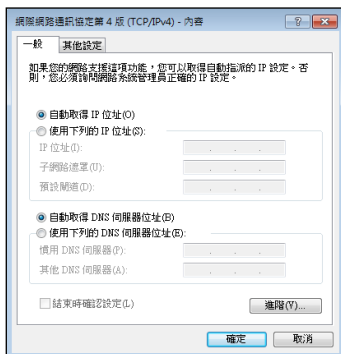 網際網路通訊協定第 4 版 (TCP/IPv4) - 內容
一般 其他設定
如果您的網路支援這項功能，您可以取得自動指派的 IP 設定。否
則，您必須詢問網路系統管理員正確的 IP 設定。
自動取得 IP 位址(O)
使用下列的 IP 位址(S):
IP 位址(I):
子網路遮罩(U):
預設閘道(D):
自動取得 DNS 伺服器位址(B)
使用下列的 DNS 伺服器位址(E):
慣用 DNS 伺服器(P):
其他 DNS 伺服器(A):
結束時確認設定(L)
進階(V)...
確定 取消